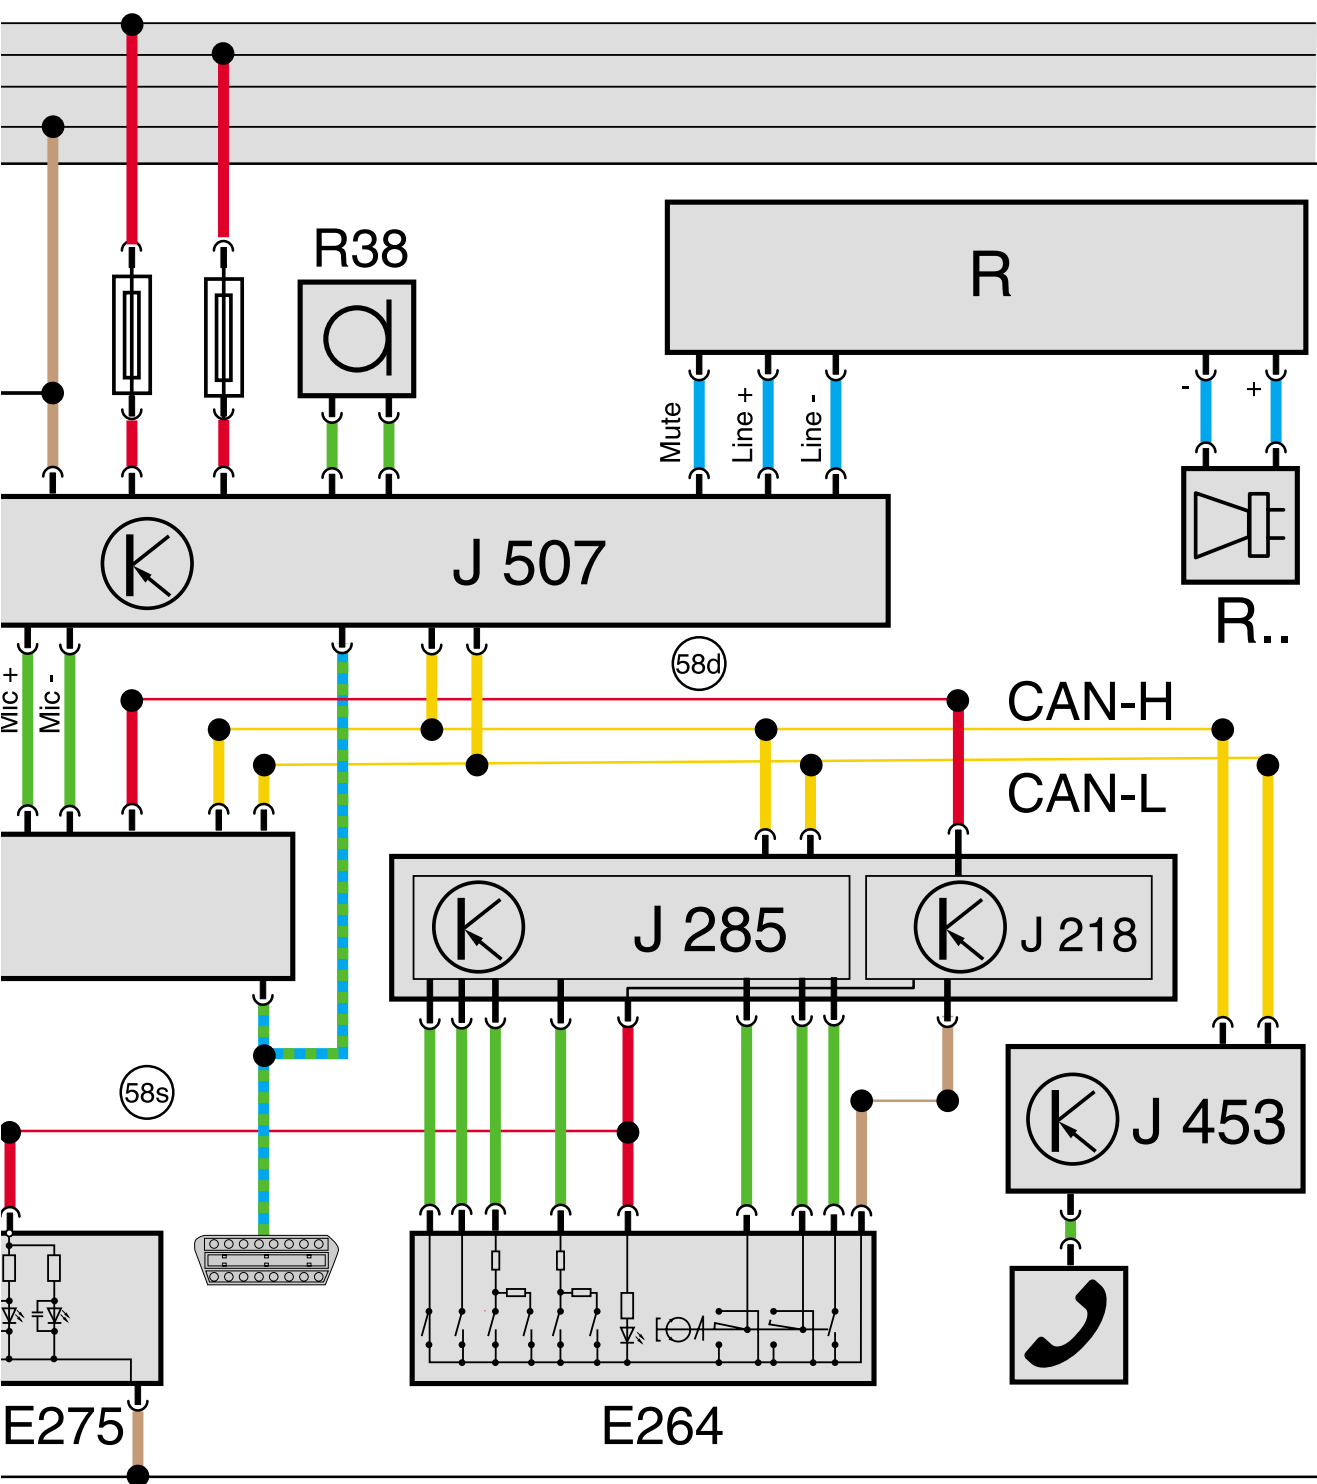 R38
R
Mute
Line +
Line -
-
+
J 507
R..
Mic +
Mic -
58d
CAN-H
CAN-L
J 285
J 218
58s
J 453
E275
E264